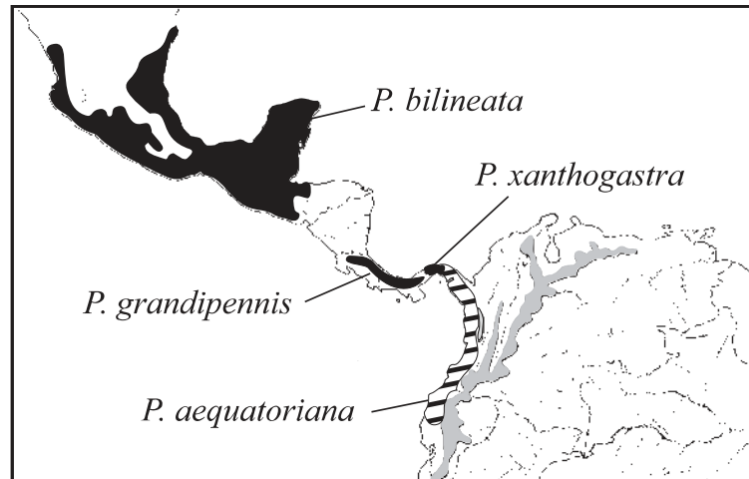 P. bilineata
P. xanthogastra
P. grandipennis
P. aequatoriana